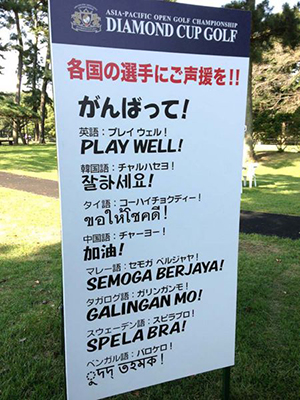 ASIA-PACIFIC OPEN GOLF CHAMPIONSHIP
DIAMOND CUP GOLF
各国の選手にご声援を!!
がんばって!
英語:プレイ ウェル!
PLAY WELL!
韓国語:チャルハセヨ!
잘하세요!
タイ語:コーハイチョクディー!
ขอให้โชคดี!
中国語:チャーヨー!
加油!
マレー語:セモガ ベルジャヤ!
SEMOGA BERJAYA!
タガログ語:ガリンガンモ!
GALINGAN MO!
スウェーデン語:スピラブラ!
SPELA BRA!
ベンガル語:バロケロ!